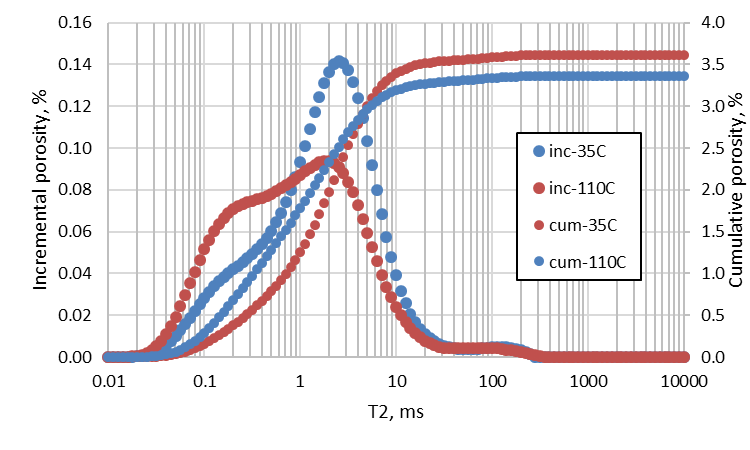 Incremental porosity, %
0.16
0.14
0.12
0.10
0.08
0.06
0.04
0.02
0.00
4.0
3.5
3.0
2.5
2.0
1.5
1.0
0.5
0.0
Cumulative porosity, %
inc-35C
inc-110C
cum-35C
cum-110C
0.01 0.1 1 10 100 1000 10000
T2, ms